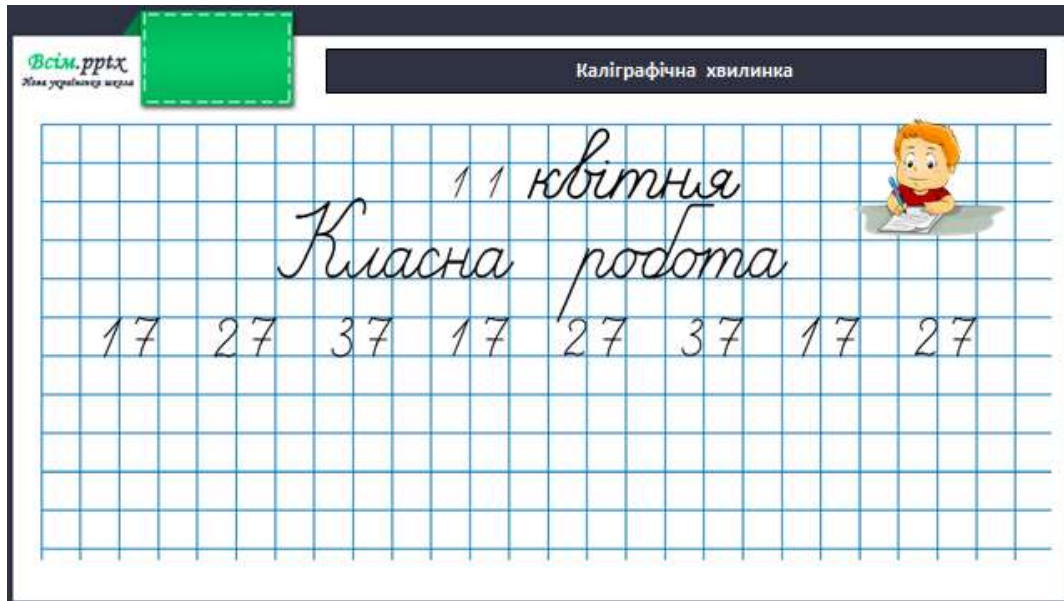 Всім.pptx
Нова українська школа
Каліграфічна хвилинка
11 квітня
Класна робота
17 27 37 17 27 37 17 27